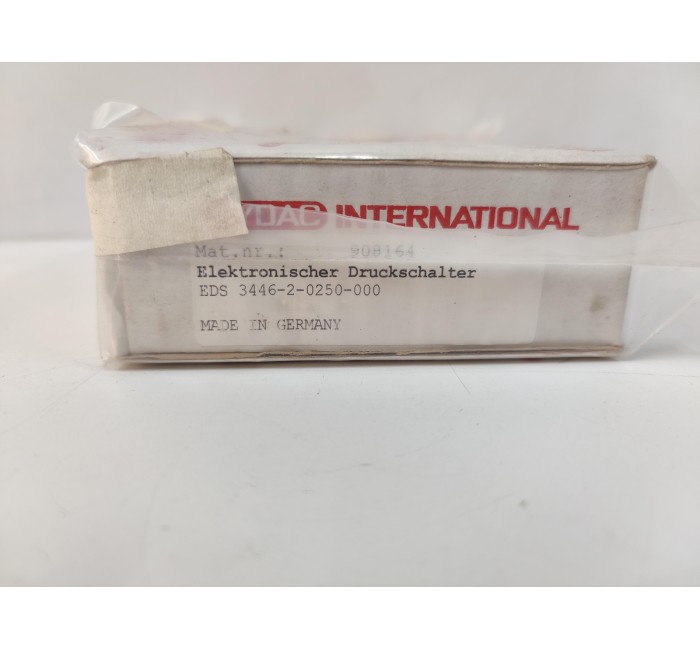 YDAC INTERNATIONAL
Mat.nr.: 908164
Elektronischer Druckschalter
EDS 3446-2-0250-000
MADE IN GERMANY